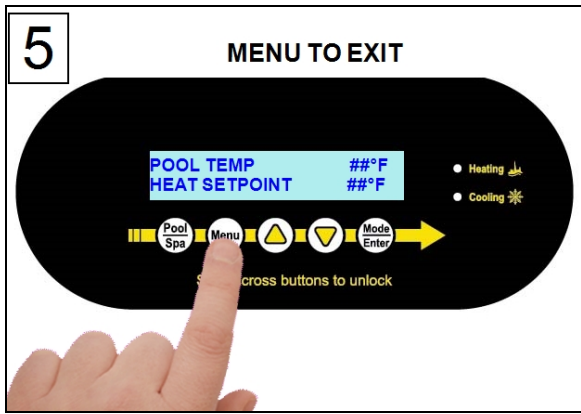 5
MENU TO EXIT
POOL TEMP ##°F
HEAT SETPOINT ##°F
Heating
Cooling
Pool
Spa
Menu
Mode
Enter
cross buttons to unlock